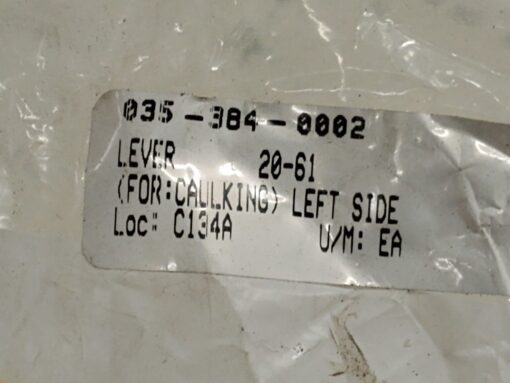 035-384-0002
LEVER 20-61
(FOR:CAULKING) LEFT SIDE
Loc: C134A U/M: EA